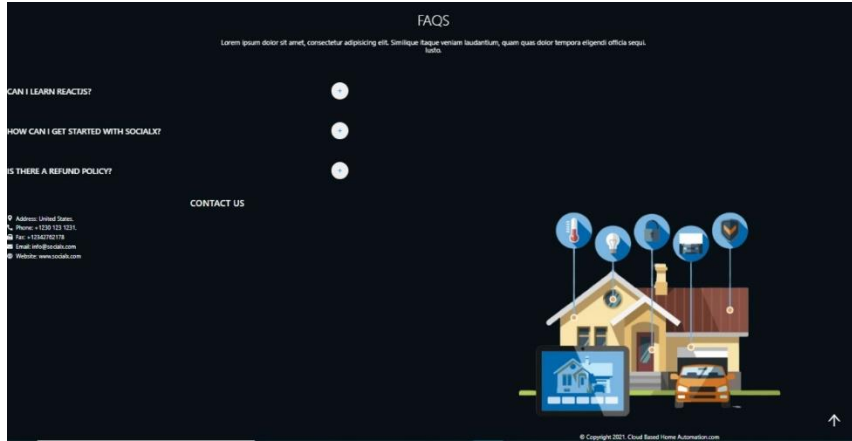 FAQS
Lorem ipsum dolor sit amet, consectetur adipisicing elit. Similique itaque veniam laudantium, quam quas dolor tempora eligendi officia sequi.
Iusto.
CAN I LEARN REACTJS?
+
HOW CAN I GET STARTED WITH SOCIALX?
+
IS THERE A REFUND POLICY?
+
CONTACT US
Address: United States.
Phone: +1230 123 1231.
Fax: +12342782178
Email: info@socialx.com
Website: www.socialx.com
© Copyright 2021. Cloud Based Home Automation.com